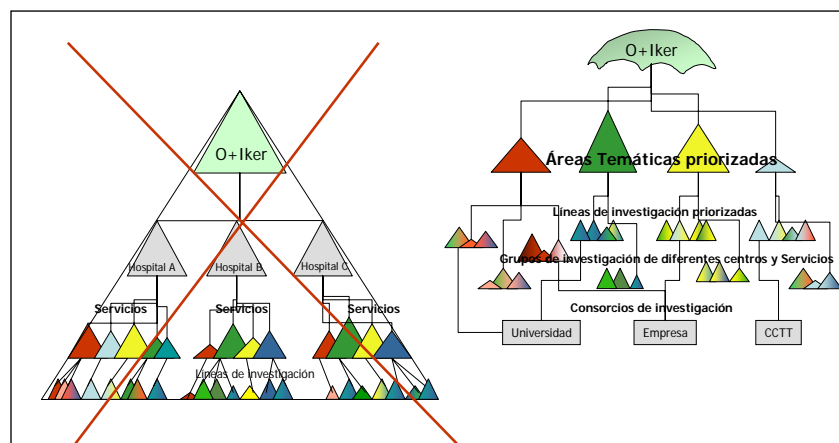 O+Iker
Hospital A
Hospital B
Hospital C
Servicios
Servicios
Servicios
Líneas de investigación
O+Iker
Áreas Temáticas priorizadas
Líneas de investigación priorizadas
Grupos de investigación de diferentes centros y Servicios
Consorcios de investigación
Universidad
Empresa
CCTT